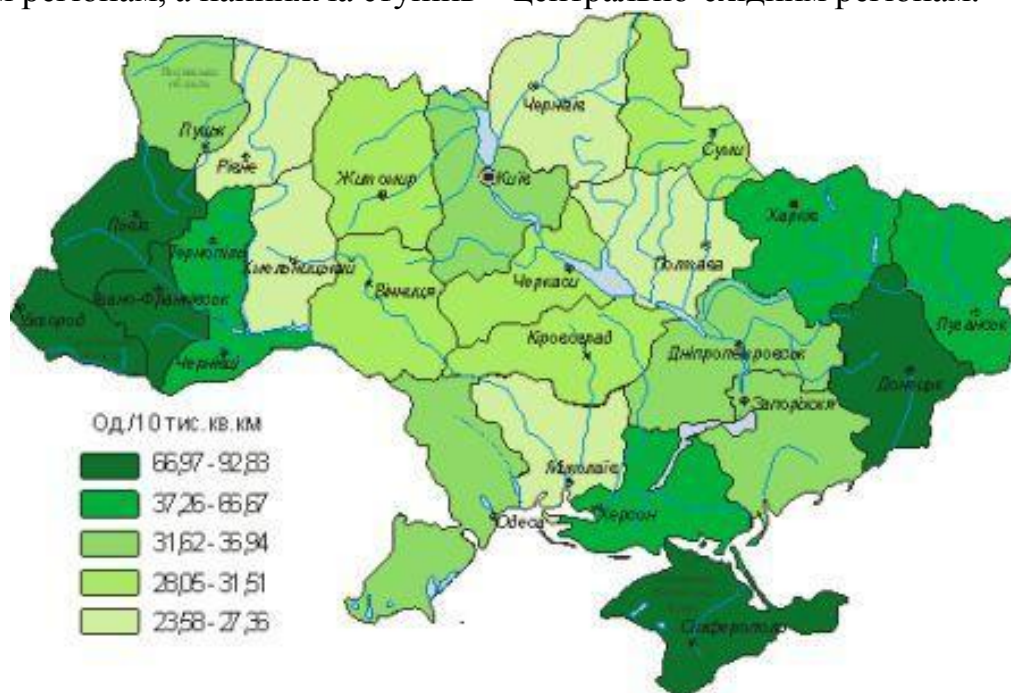 м регіонам, а найнижча ступінь – центрально-східним регіонам.
Чернігів
Луцьк
Рівне
Суми
Житомир
Київ
Харків
Львів
Тернопіль
Хмельницький
Полтава
Вінниця
Черкаси
Івано-Франківськ
Ужгород
Луганськ
Кіровоград
Чернівці
Дніпропетровськ
Донецьк
Запоріжжя
Од./10 тис. кв. км
66,97 - 92,83
37,26 - 66,67
31,62 - 36,94
28,05 - 31,51
23,58 - 27,36
Миколаїв
Херсон
Одеса
Сімферополь